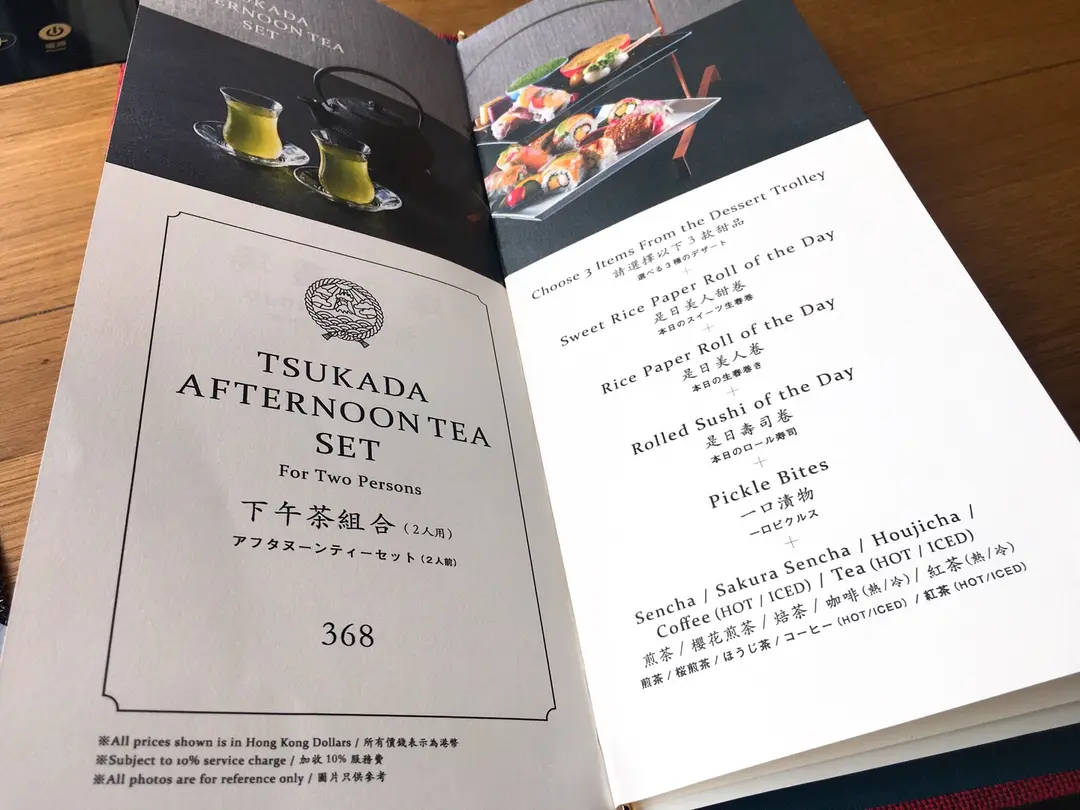 TSUKADA
AFTERNOON TEA
SET
TSUKADA
AFTERNOON TEA
SET
For Two Persons
下午茶組合(2人用)
アフタヌーンティーセット(2人前)
368
※All prices shown is in Hong Kong Dollars / 所有價錢表示為港幣
※Subject to 10% service charge / 加收 10% 服務費
※All photos are for reference only / 圖片只供參考
Choose 3 Items From the Dessert Trolley
請選擇以下3款甜品
選べる3種のデザート
+
Sweet Rice Paper Roll of the Day
是日美人甜卷
本日のスイーツ生春巻
+
Rice Paper Roll of the Day
是日美人卷
本日の生春巻き
+
Rolled Sushi of the Day
是日壽司卷
本日のロール寿司
+
Pickle Bites
一口漬物
一口ピクルス
+
Sencha / Sakura Sencha / Houjicha /
Coffee (HOT / ICED) / Tea (HOT / ICED)
煎茶 / 櫻花煎茶 / 焙茶 / 咖啡(熱/冷) / 紅茶(熱/冷)
煎茶 / 桜煎茶 / ほうじ茶 / コーヒー (HOT/ICED) / 紅茶 (HOT/ICED)